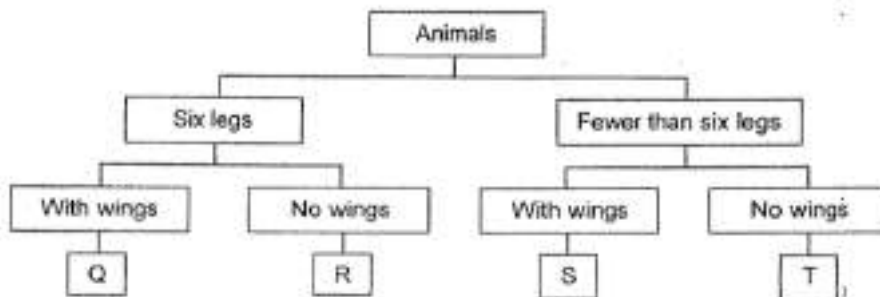 Animals
Six legs
Fewer than six legs
With wings
No wings
With wings
No wings
Q
R
S
T